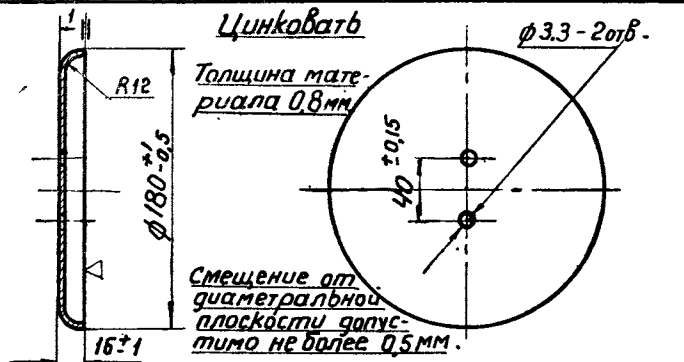 1
Цинковать
ф3.3-2отв.
R12
Толщина мате-
риала 0,8мм
ф180 +1 -0,5
40 ±0,15
Смещение от
диаметральной
плоскости допус-
тимо не более 0,5мм.
16±1